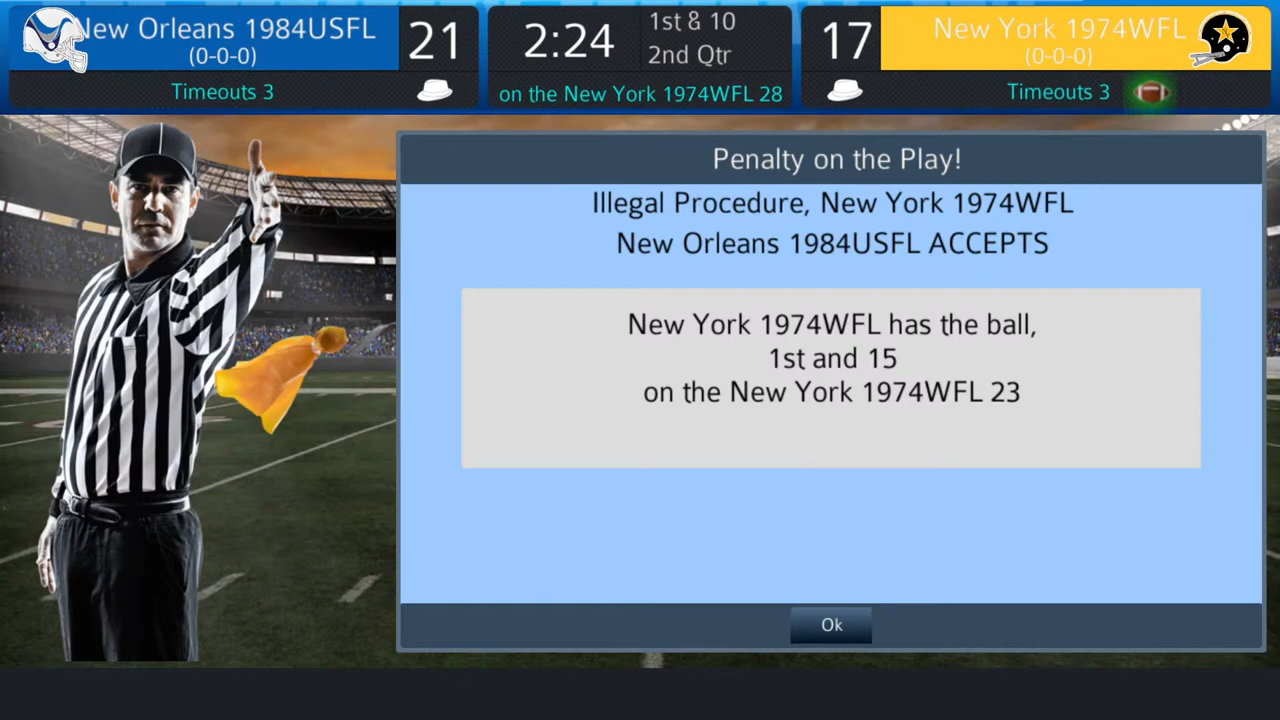 New Orleans 1984USFL
(0-0-0)
Timeouts 3
21
2:24
1st & 10
2nd Qtr
on the New York 1974WFL 28
17
New York 1974WFL
(0-0-0)
Timeouts 3
Penalty on the Play!
Illegal Procedure, New York 1974WFL
New Orleans 1984USFL ACCEPTS
New York 1974WFL has the ball,
1st and 15
on the New York 1974WFL 23
Ok